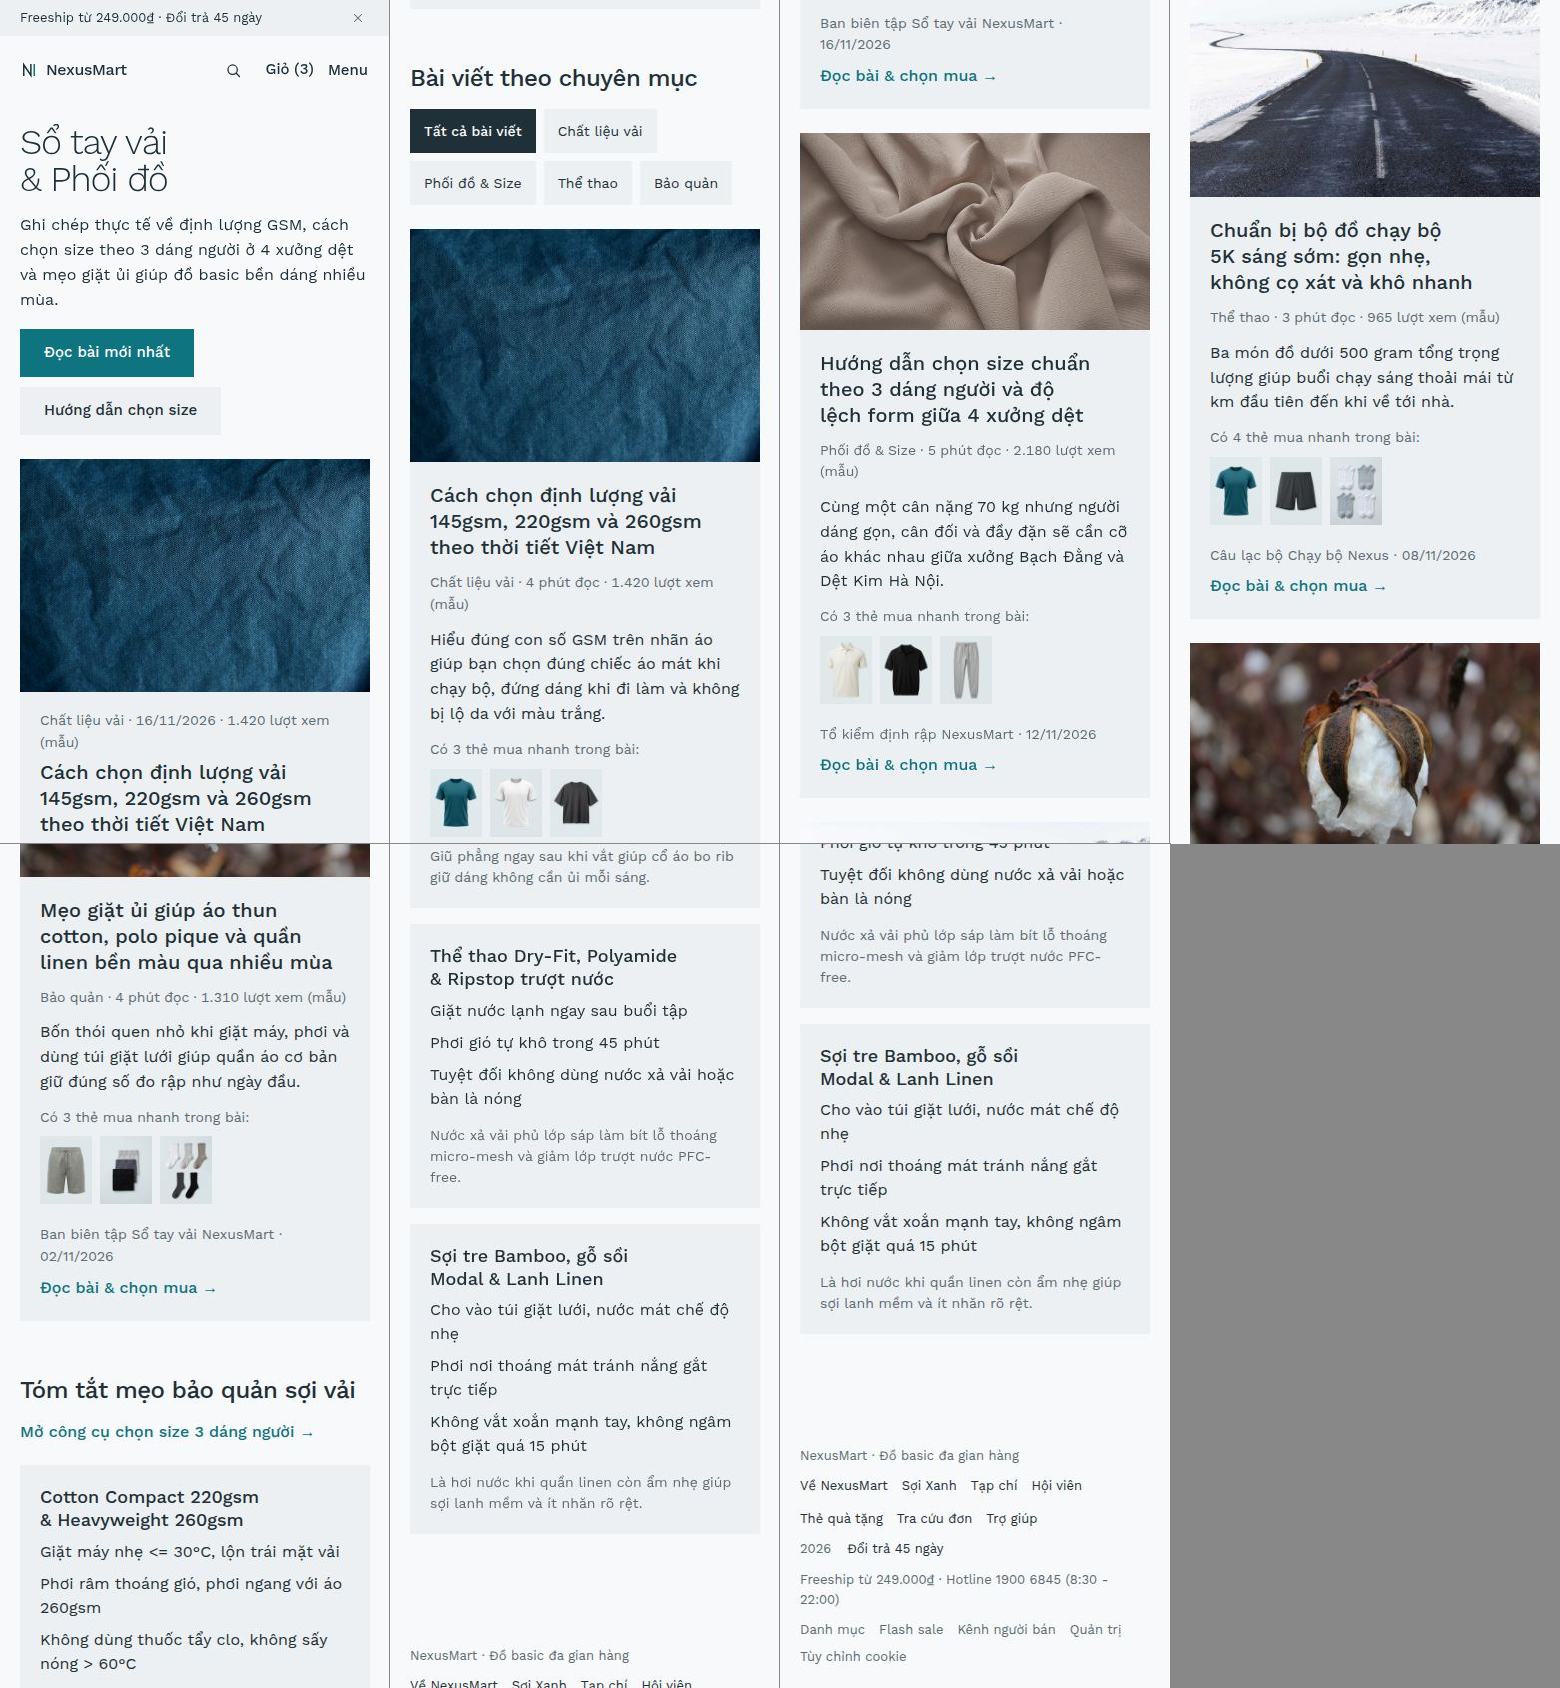 Freeship từ 249.000₫ · Đổi trả 45 ngày
NexusMart
Giỏ (3)
Menu
Sổ tay vải
& Phối đồ
Ghi chép thực tế về định lượng GSM, cách
chọn size theo 3 dáng người ở 4 xưởng dệt
và mẹo giặt ủi giúp đồ basic bền dáng nhiều
mùa.
Đọc bài mới nhất
Hướng dẫn chọn size
Chất liệu vải · 16/11/2026 · 1.420 lượt xem
(mẫu)
Cách chọn định lượng vải
145gsm, 220gsm và 260gsm
theo thời tiết Việt Nam
Bài viết theo chuyên mục
Tất cả bài viết
Chất liệu vải
Phối đồ & Size
Thể thao
Bảo quản
Cách chọn định lượng vải
145gsm, 220gsm và 260gsm
theo thời tiết Việt Nam
Chất liệu vải · 4 phút đọc · 1.420 lượt xem
(mẫu)
Hiểu đúng con số GSM trên nhãn áo
giúp bạn chọn đúng chiếc áo mát khi
chạy bộ, đứng dáng khi đi làm và không
bị lộ da với màu trắng.
Có 3 thẻ mua nhanh trong bài:
Ban biên tập Sổ tay vải NexusMart ·
16/11/2026
Đọc bài & chọn mua →
Hướng dẫn chọn size chuẩn
theo 3 dáng người và độ
lệch form giữa 4 xưởng dệt
Phối đồ & Size · 5 phút đọc · 2.180 lượt xem
(mẫu)
Cùng một cân nặng 70 kg nhưng người
dáng gọn, cân đối và đầy đặn sẽ cần cỡ
áo khác nhau giữa xưởng Bạch Đằng và
Dệt Kim Hà Nội.
Có 3 thẻ mua nhanh trong bài:
Tổ kiểm định rập NexusMart · 12/11/2026
Đọc bài & chọn mua →
Chuẩn bị bộ đồ chạy bộ
5K sáng sớm: gọn nhẹ,
không cọ xát và khô nhanh
Thể thao · 3 phút đọc · 965 lượt xem (mẫu)
Ba món đồ dưới 500 gram tổng trọng
lượng giúp buổi chạy sáng thoải mái từ
km đầu tiên đến khi về tới nhà.
Có 4 thẻ mua nhanh trong bài:
Câu lạc bộ Chạy bộ Nexus · 08/11/2026
Đọc bài & chọn mua →
Mẹo giặt ủi giúp áo thun
cotton, polo pique và quần
linen bền màu qua nhiều mùa
Bảo quản · 4 phút đọc · 1.310 lượt xem (mẫu)
Bốn thói quen nhỏ khi giặt máy, phơi và
dùng túi giặt lưới giúp quần áo cơ bản
giữ đúng số đo rập như ngày đầu.
Có 3 thẻ mua nhanh trong bài:
Ban biên tập Sổ tay vải NexusMart ·
02/11/2026
Đọc bài & chọn mua →
Tóm tắt mẹo bảo quản sợi vải
Mở công cụ chọn size 3 dáng người →
Cotton Compact 220gsm
& Heavyweight 260gsm
Giặt máy nhẹ <= 30°C, lộn trái mặt vải
Phơi râm thoáng gió, phơi ngang với áo
260gsm
Không dùng thuốc tẩy clo, không sấy
nóng > 60°C
Giũ phẳng ngay sau khi vắt giúp cổ áo bo rib
giữ dáng không cần ủi mỗi sáng.
Thể thao Dry-Fit, Polyamide
& Ripstop trượt nước
Giặt nước lạnh ngay sau buổi tập
Phơi gió tự khô trong 45 phút
Tuyệt đối không dùng nước xả vải hoặc
bàn là nóng
Nước xả vải phủ lớp sáp làm bít lỗ thoáng
micro-mesh và giảm lớp trượt nước PFC-
free.
Sợi tre Bamboo, gỗ sồi
Modal & Lanh Linen
Cho vào túi giặt lưới, nước mát chế độ
nhẹ
Phơi nơi thoáng mát tránh nắng gắt
trực tiếp
Không vắt xoắn mạnh tay, không ngâm
bột giặt quá 15 phút
Là hơi nước khi quần linen còn ẩm nhẹ giúp
sợi lanh mềm và ít nhăn rõ rệt.
NexusMart · Đồ basic đa gian hàng
Về NexusMart Sợi Xanh Tạp chí Hội viên
Phơi gió tự khô trong 45 phút
Tuyệt đối không dùng nước xả vải hoặc
bàn là nóng
Nước xả vải phủ lớp sáp làm bít lỗ thoáng
micro-mesh và giảm lớp trượt nước PFC-
free.
Sợi tre Bamboo, gỗ sồi
Modal & Lanh Linen
Cho vào túi giặt lưới, nước mát chế độ
nhẹ
Phơi nơi thoáng mát tránh nắng gắt
trực tiếp
Không vắt xoắn mạnh tay, không ngâm
bột giặt quá 15 phút
Là hơi nước khi quần linen còn ẩm nhẹ giúp
sợi lanh mềm và ít nhăn rõ rệt.
NexusMart · Đồ basic đa gian hàng
Về NexusMart Sợi Xanh Tạp chí Hội viên
Thẻ quà tặng Tra cứu đơn Trợ giúp
2026 Đổi trả 45 ngày
Freeship từ 249.000₫ · Hotline 1900 6845 (8:30 -
22:00)
Danh mục Flash sale Kênh người bán Quản trị
Tùy chỉnh cookie